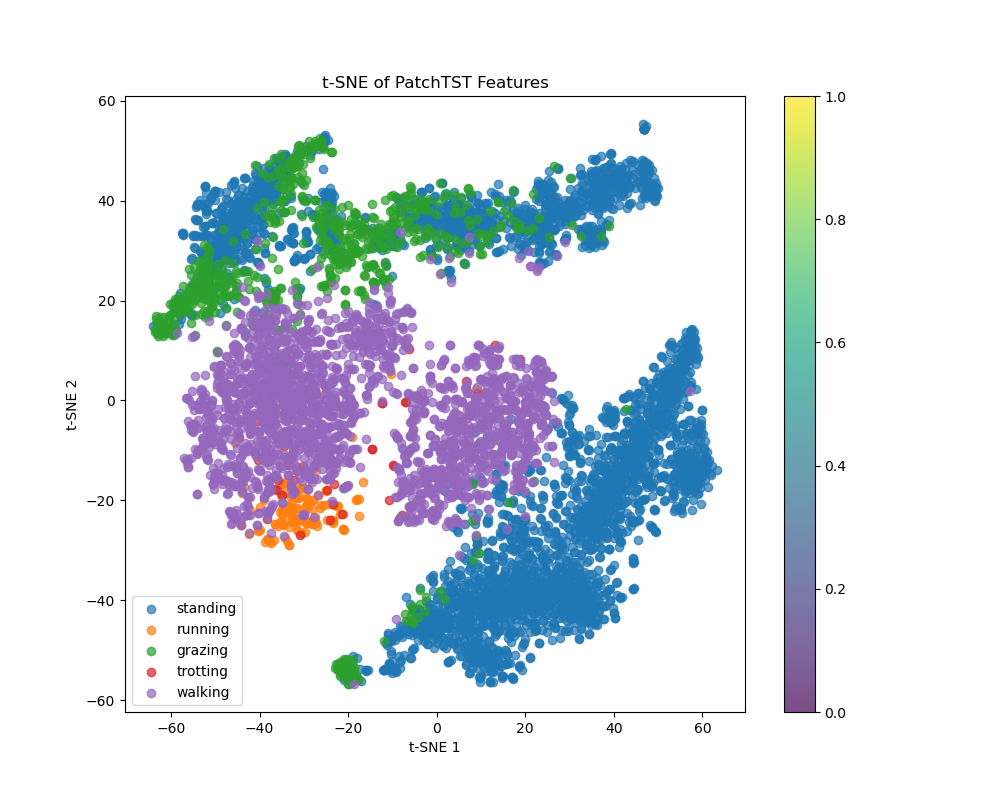 t-SNE of PatchTST Features
60
40
20
0
−20
−40
−60
t-SNE 2
−60
−40
−20
0
20
40
60
t-SNE 1
standing
running
grazing
trotting
walking
1.0
0.8
0.6
0.4
0.2
0.0